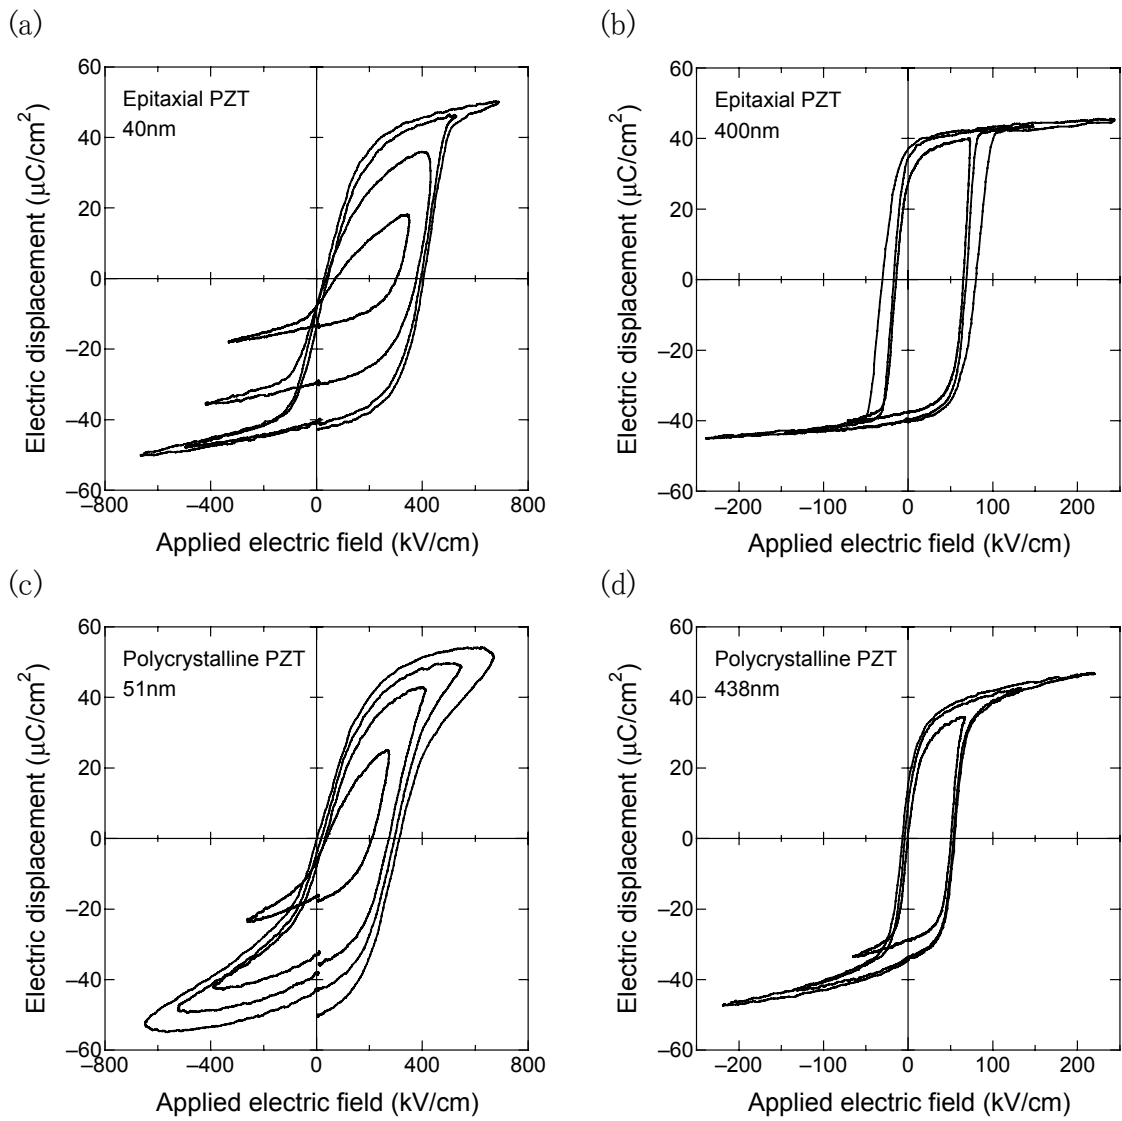 (a)
(b)
Electric displacement (μC/cm²)
60
40
20
0
−20
−40
−60
Epitaxial PZT
40nm
−800
−400
0
400
800
Applied electric field (kV/cm)
Electric displacement (μC/cm²)
60
40
20
0
−20
−40
−60
Epitaxial PZT
400nm
−200
−100
0
100
200
Applied electric field (kV/cm)
(c)
(d)
Electric displacement (μC/cm²)
60
40
20
0
−20
−40
−60
Polycrystalline PZT
51nm
−800
−400
0
400
800
Applied electric field (kV/cm)
Electric displacement (μC/cm²)
60
40
20
0
−20
−40
−60
Polycrystalline PZT
438nm
−200
−100
0
100
200
Applied electric field (kV/cm)